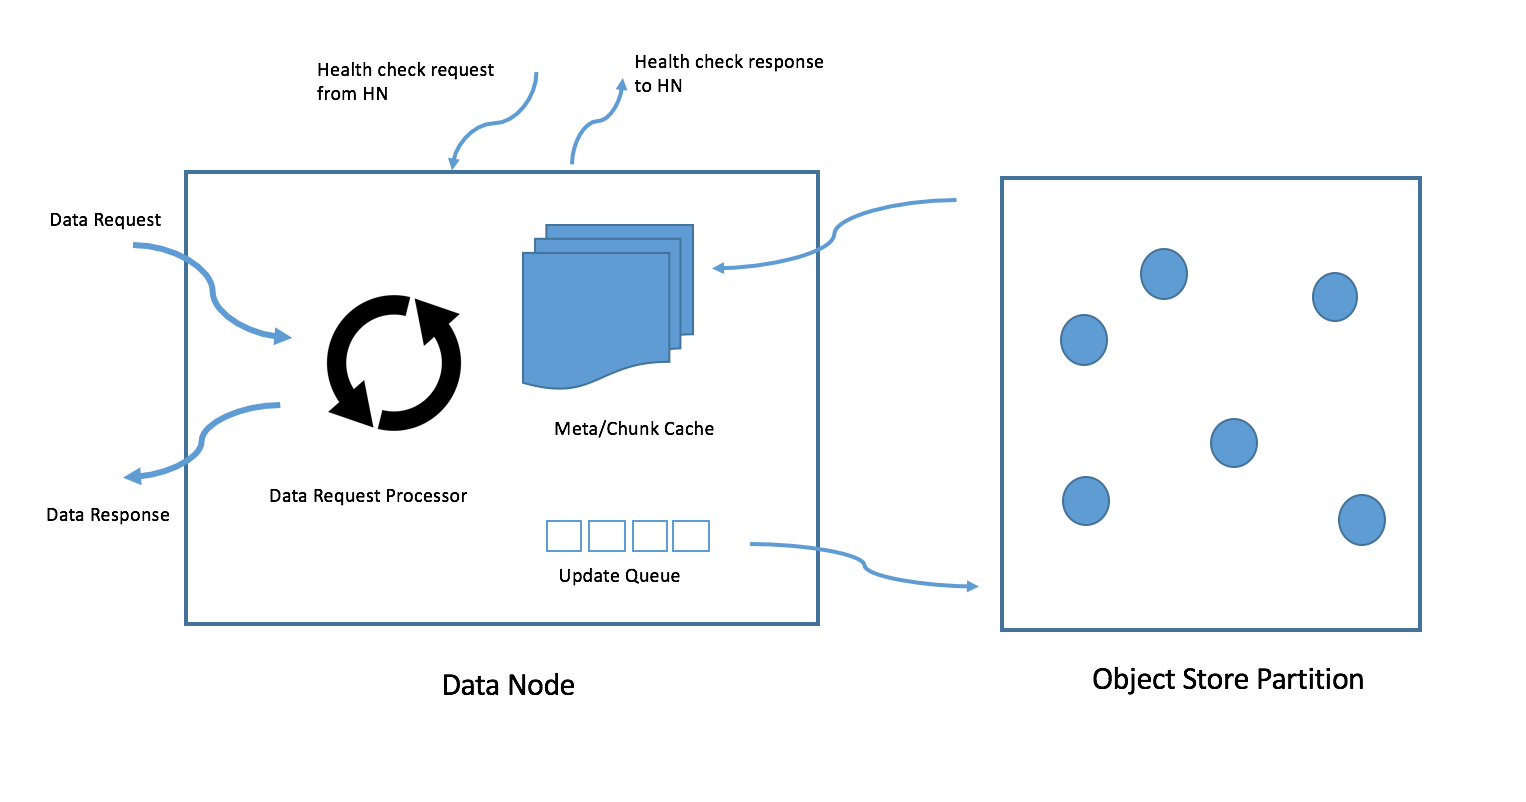 Health check request
from HN
Health check response
to HN
Data Request
Meta/Chunk Cache
Data Request Processor
Data Response
Update Queue
Data Node
Object Store Partition